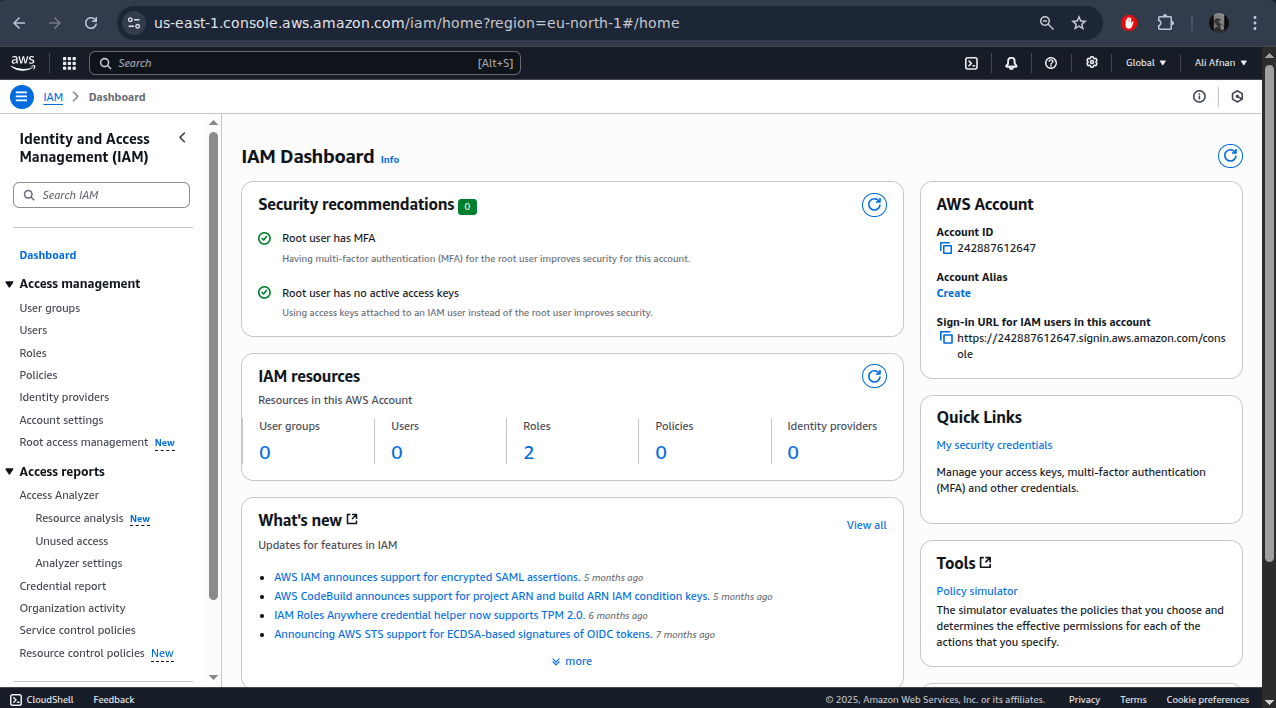 us-east-1.console.aws.amazon.com/iam/home?region=eu-north-1#/home
aws
Search [Alt+S]
Global
Ali Afnan
IAM > Dashboard
Identity and Access
Management (IAM)
Search IAM
Dashboard
Access management
User groups
Users
Roles
Policies
Identity providers
Account settings
Root access management New
Access reports
Access Analyzer
Resource analysis New
Unused access
Analyzer settings
Credential report
Organization activity
Service control policies
Resource control policies New
IAM Dashboard Info
Security recommendations 0
Root user has MFA
Having multi-factor authentication (MFA) for the root user improves security for this account.
Root user has no active access keys
Using access keys attached to an IAM user instead of the root user improves security.
IAM resources
Resources in this AWS Account
User groups Users Roles Policies Identity providers
0 0 2 0 0
What's new
View all
Updates for features in IAM
AWS IAM announces support for encrypted SAML assertions. 5 months ago
AWS CodeBuild announces support for project ARN and build ARN IAM condition keys. 5 months ago
IAM Roles Anywhere credential helper now supports TPM 2.0. 6 months ago
Announcing AWS STS support for ECDSA-based signatures of OIDC tokens. 7 months ago
more
AWS Account
Account ID
242887612647
Account Alias
Create
Sign-in URL for IAM users in this account
https://242887612647.signin.aws.amazon.com/cons
ole
Quick Links
My security credentials
Manage your access keys, multi-factor authentication
(MFA) and other credentials.
Tools
Policy simulator
The simulator evaluates the policies that you choose and
determines the effective permissions for each of the
actions that you specify.
CloudShell Feedback © 2025, Amazon Web Services, Inc. or its affiliates. Privacy Terms Cookie preferences